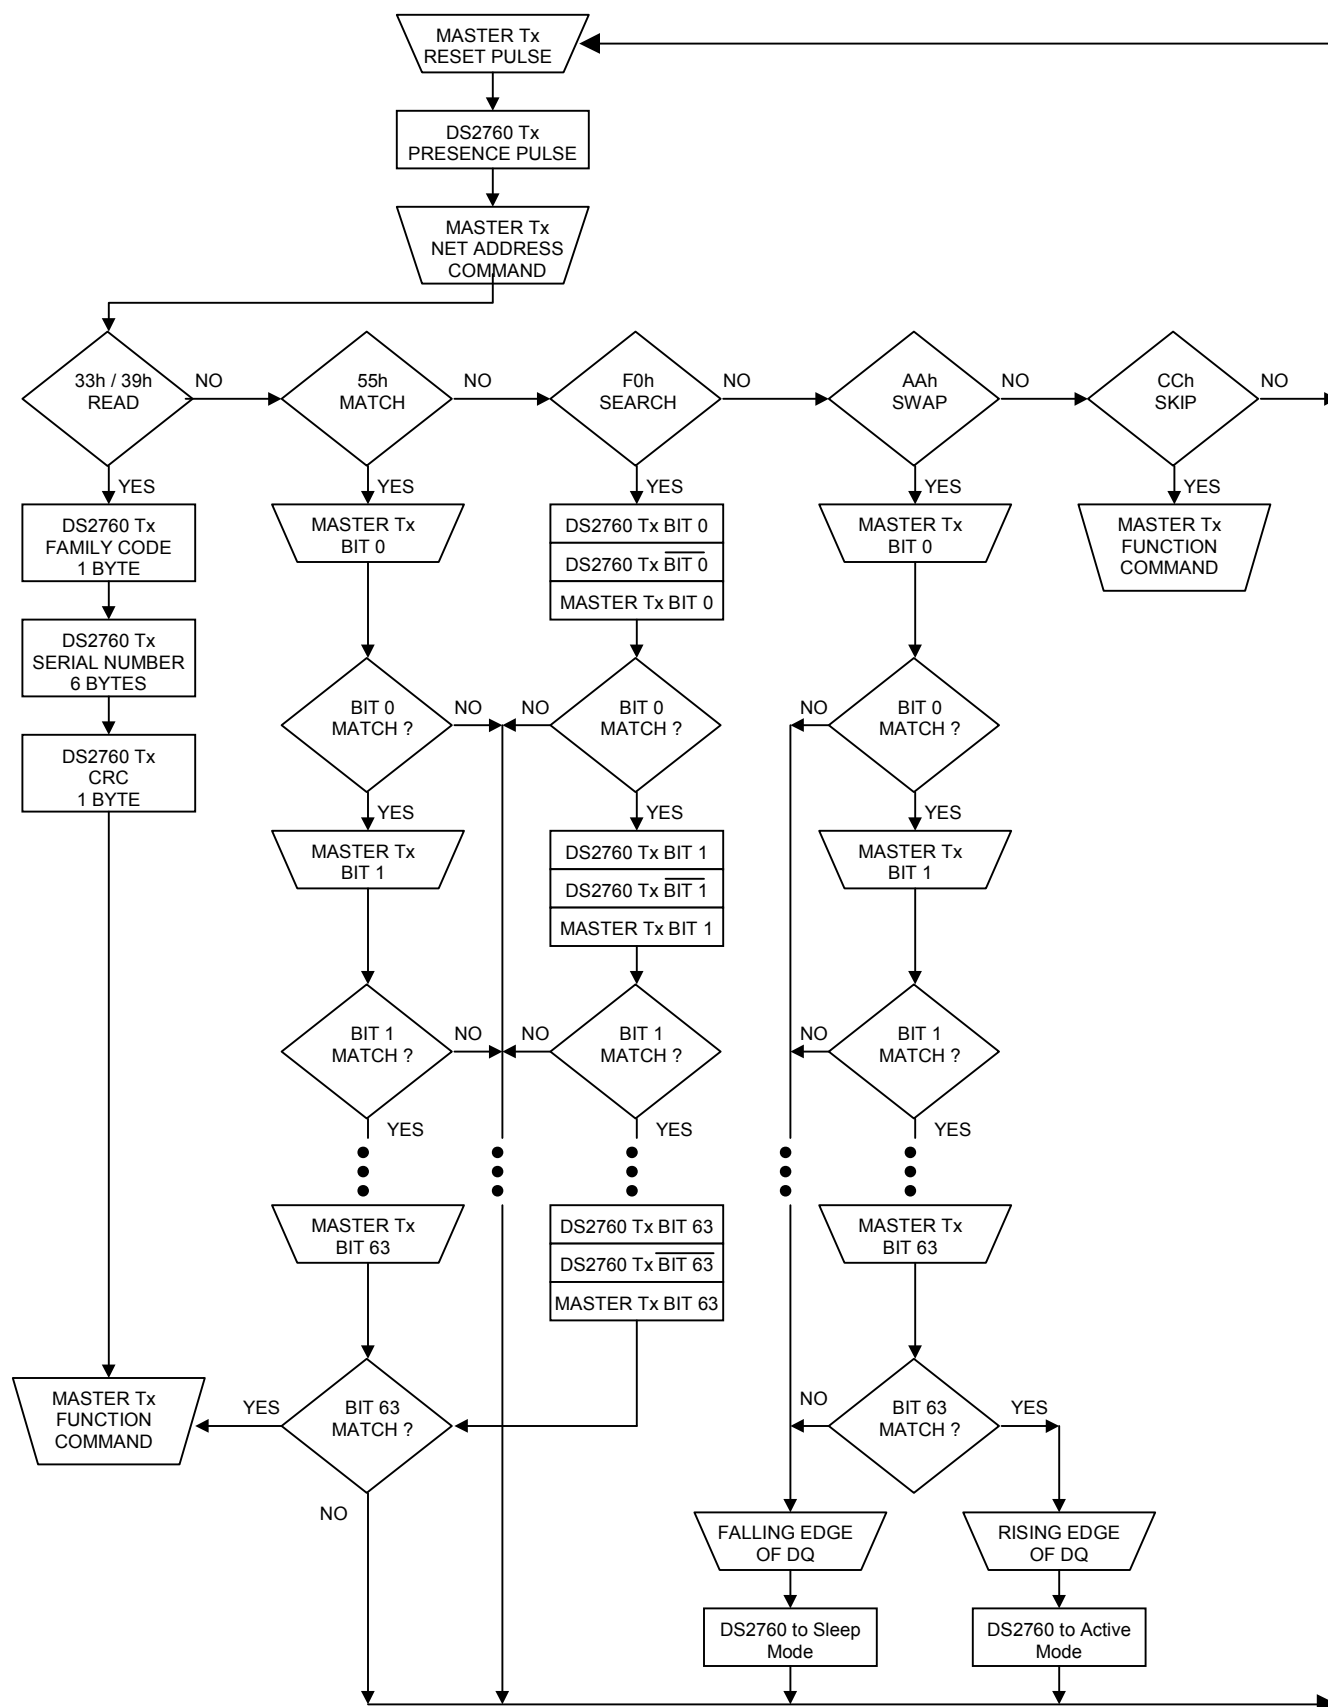 MASTER Tx
RESET PULSE
DS2760 Tx
PRESENCE PULSE
MASTER Tx
NET ADDRESS
COMMAND
33h / 39h
READ
NO
55h
MATCH
NO
F0h
SEARCH
NO
AAh
SWAP
NO
CCh
SKIP
NO
YES
YES
YES
YES
YES
DS2760 Tx
FAMILY CODE
1 BYTE
MASTER Tx
BIT 0
DS2760 Tx BIT 0
DS2760 Tx B̅I̅T̅ ̅0̅
MASTER Tx BIT 0
MASTER Tx
BIT 0
MASTER Tx
FUNCTION
COMMAND
DS2760 Tx
SERIAL NUMBER
6 BYTES
DS2760 Tx
CRC
1 BYTE
BIT 0
MATCH ?
NO
NO
BIT 0
MATCH ?
NO
BIT 0
MATCH ?
YES
YES
YES
MASTER Tx
BIT 1
DS2760 Tx BIT 1
DS2760 Tx B̅I̅T̅ ̅1̅
MASTER Tx BIT 1
MASTER Tx
BIT 1
BIT 1
MATCH ?
NO
NO
BIT 1
MATCH ?
NO
BIT 1
MATCH ?
YES
YES
YES
MASTER Tx
BIT 63
DS2760 Tx BIT 63
DS2760 Tx B̅I̅T̅ ̅6̅3̅
MASTER Tx BIT 63
MASTER Tx
BIT 63
MASTER Tx
FUNCTION
COMMAND
YES
BIT 63
MATCH ?
NO
NO
BIT 63
MATCH ?
YES
FALLING EDGE
OF DQ
RISING EDGE
OF DQ
DS2760 to Sleep
Mode
DS2760 to Active
Mode